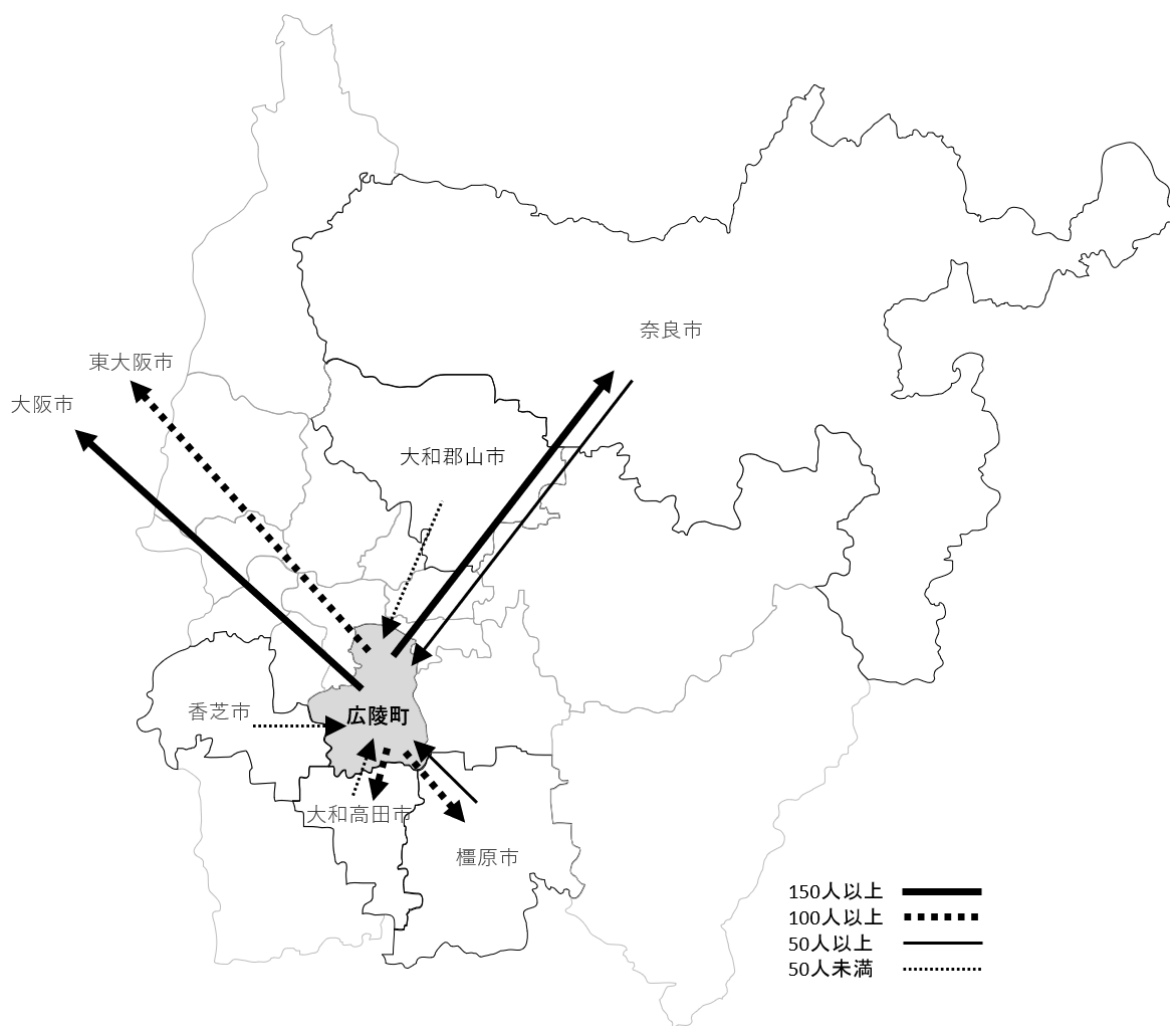 奈良市
東大阪市
大阪市
大和郡山市
香芝市
広陵町
大和高田市
橿原市
150人以上
100人以上
50人以上
50人未満